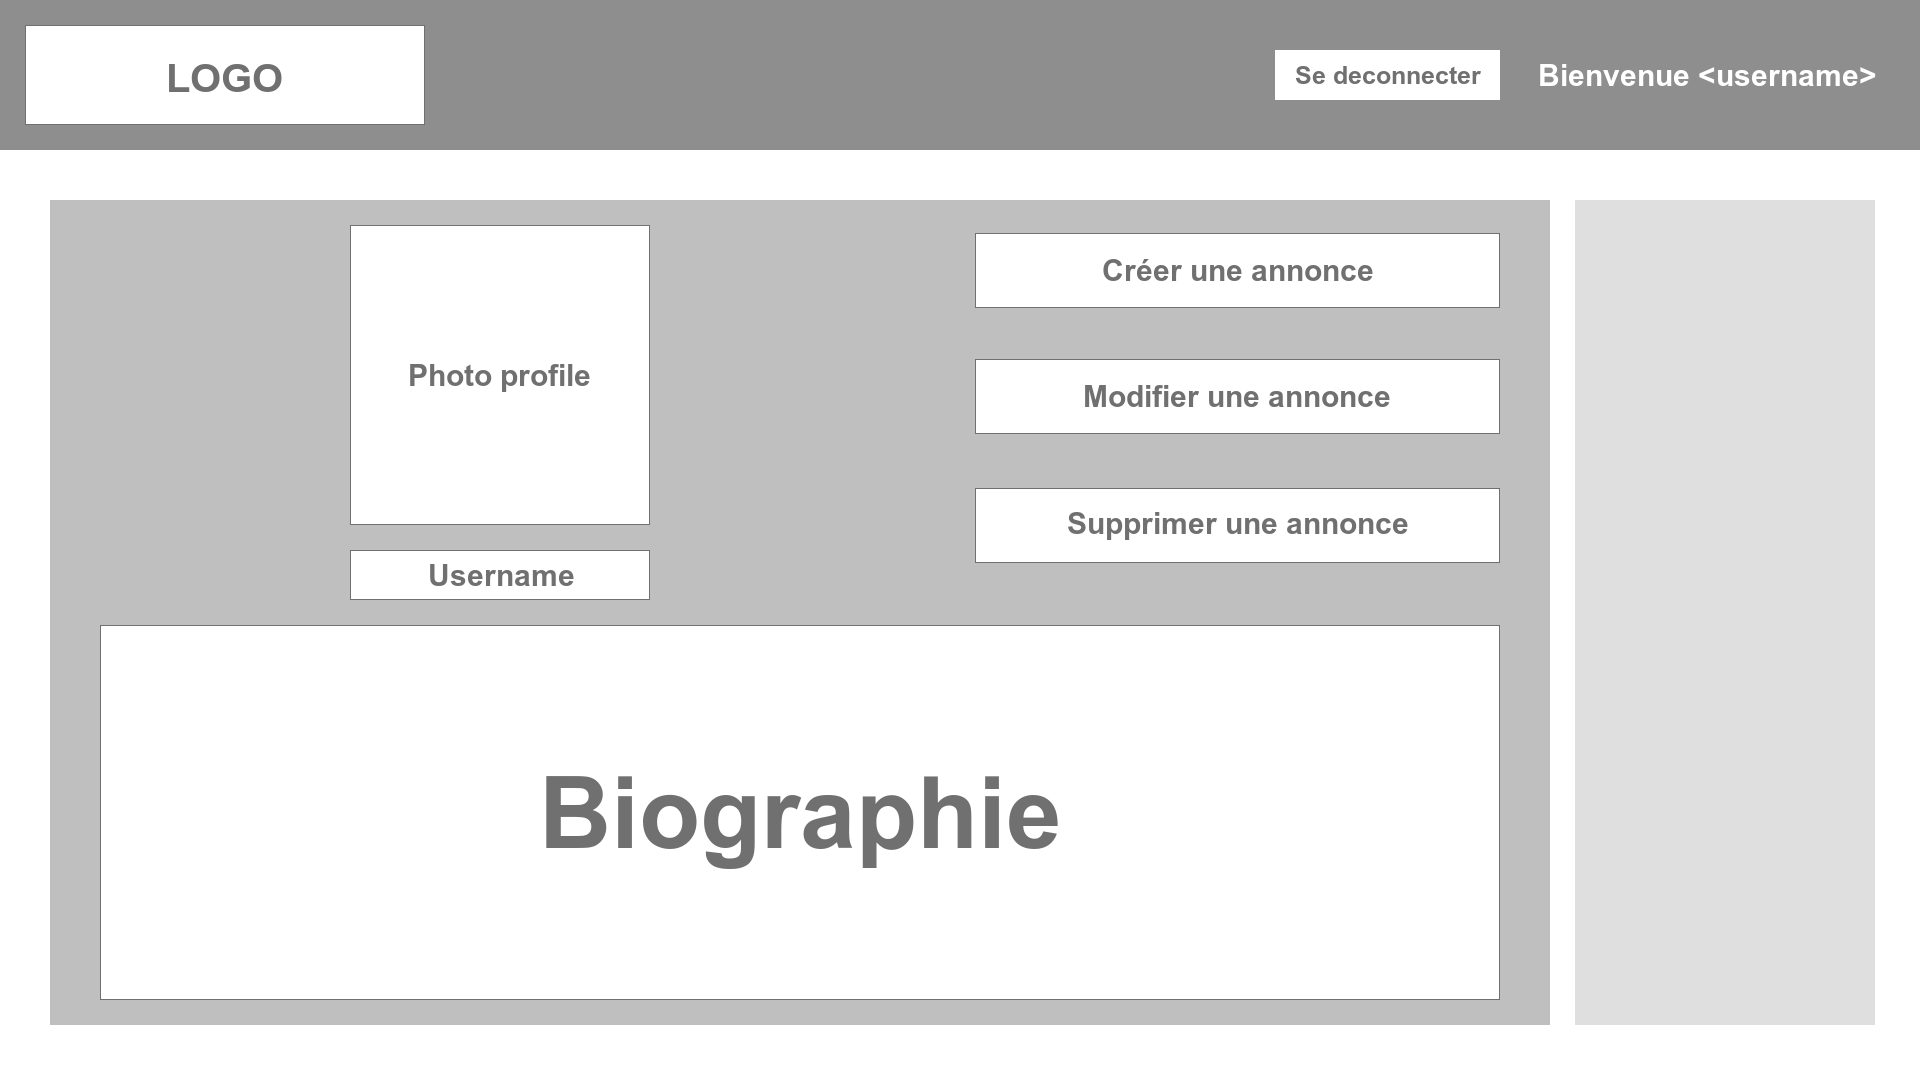 LOGO
Se deconnecter
Bienvenue <username>
Photo profile
Username
Créer une annonce
Modifier une annonce
Supprimer une annonce
Biographie